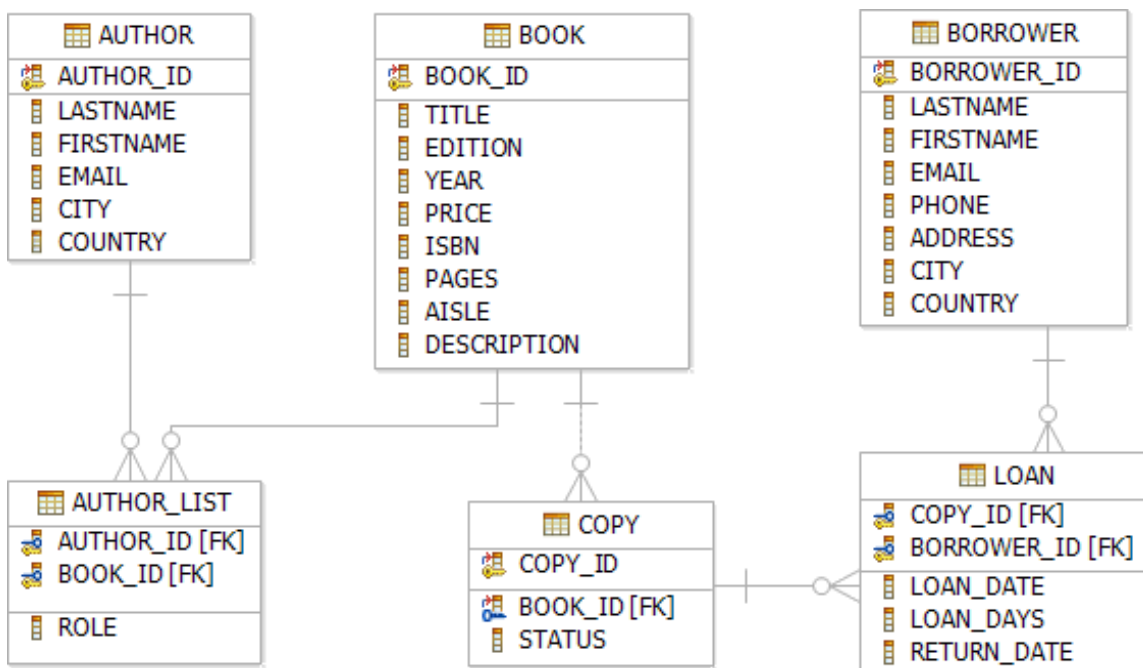 AUTHOR
AUTHOR_ID
LASTNAME
FIRSTNAME
EMAIL
CITY
COUNTRY
BOOK
BOOK_ID
TITLE
EDITION
YEAR
PRICE
ISBN
PAGES
AISLE
DESCRIPTION
BORROWER
BORROWER_ID
LASTNAME
FIRSTNAME
EMAIL
PHONE
ADDRESS
CITY
COUNTRY
AUTHOR_LIST
AUTHOR_ID [FK]
BOOK_ID [FK]
ROLE
COPY
COPY_ID
BOOK_ID [FK]
STATUS
LOAN
COPY_ID [FK]
BORROWER_ID [FK]
LOAN_DATE
LOAN_DAYS
RETURN_DATE